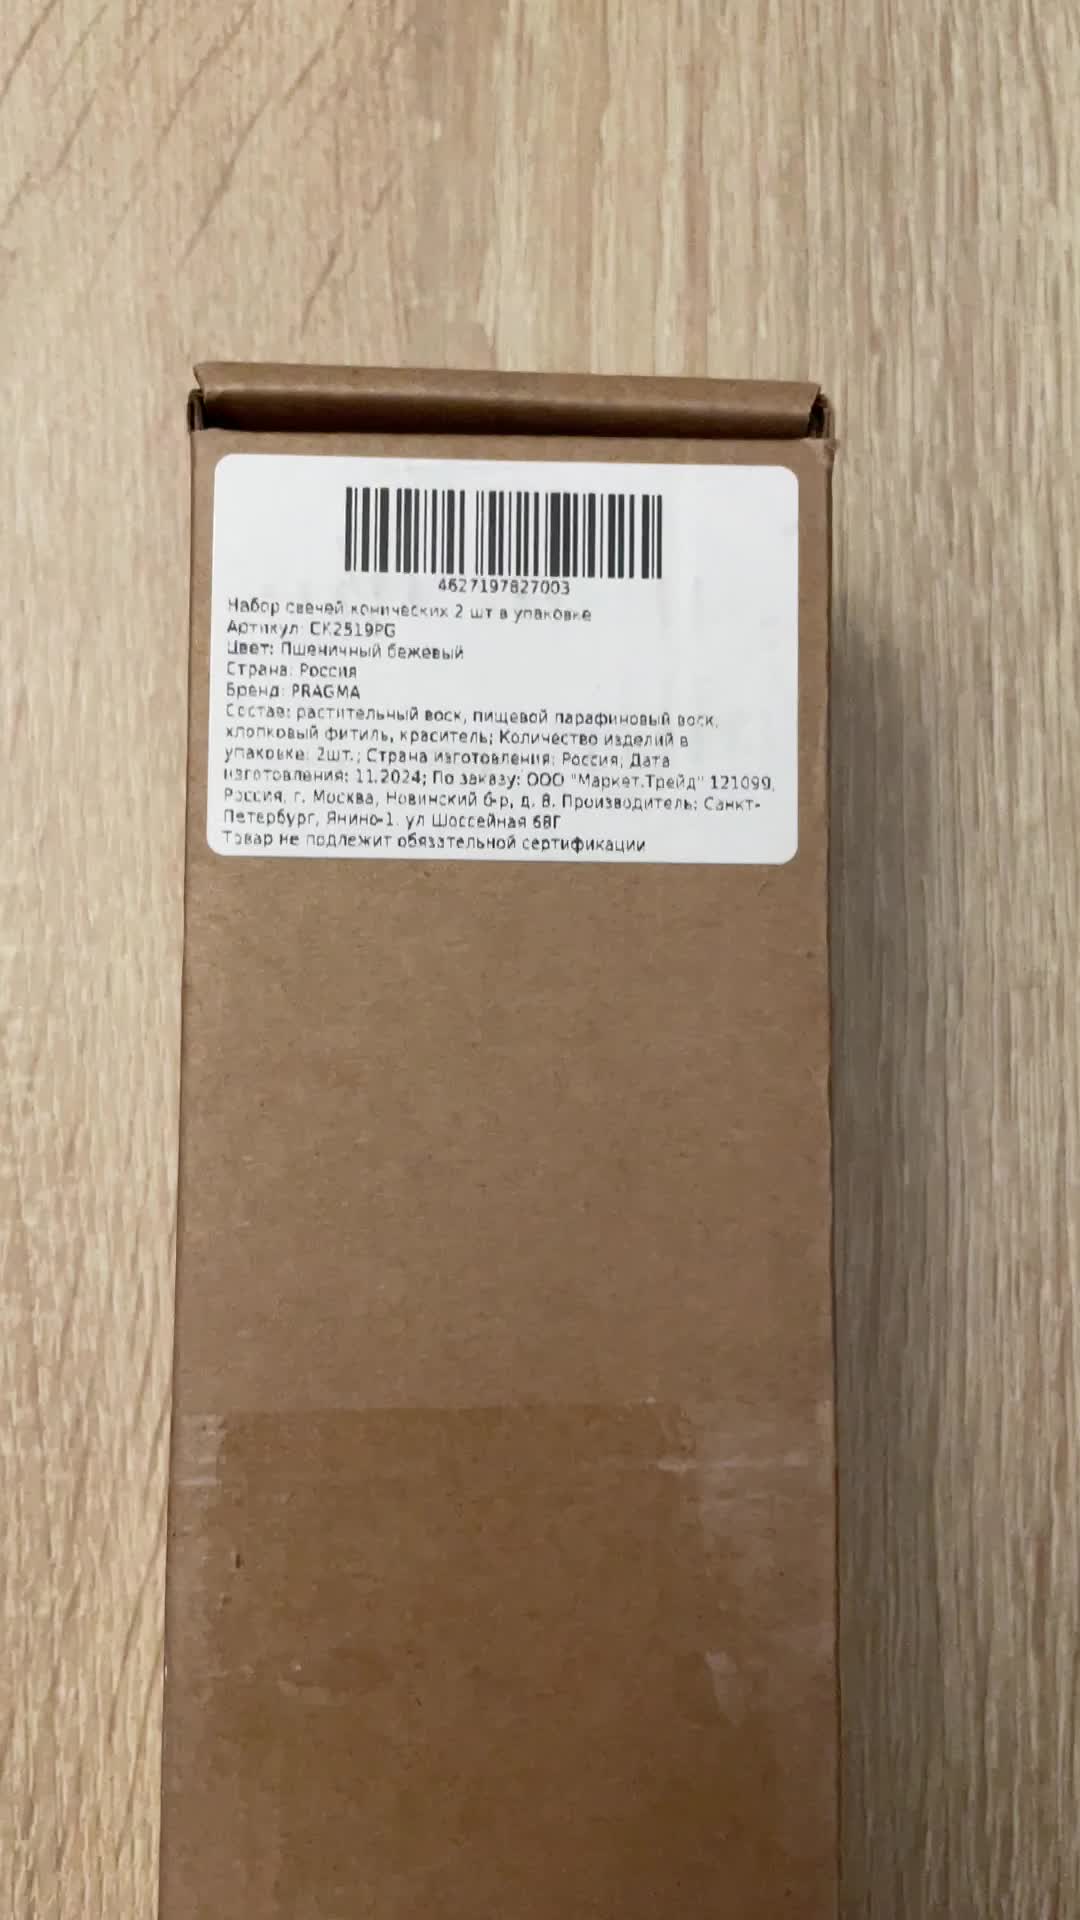 4627197827003
Набор свечей конических 2 шт в упаковке
Артикул: CK2519PG
Цвет: Пшеничный бежевый
Страна: Россия
Бренд: PRAGMA
Состав: растительный воск, пищевой парафиновый воск,
хлопковый фитиль, краситель; Количество изделий в
упаковке: 2шт.; Страна изготовления: Россия; Дата
изготовления: 11.2024; По заказу: ООО "Маркет.Трейд" 121099,
Россия, г. Москва, Новинский б-р, д. 8. Производитель: Санкт-
Петербург, Янино-1. ул Шоссейная 68Г
Товар не подлежит обязательной сертификации